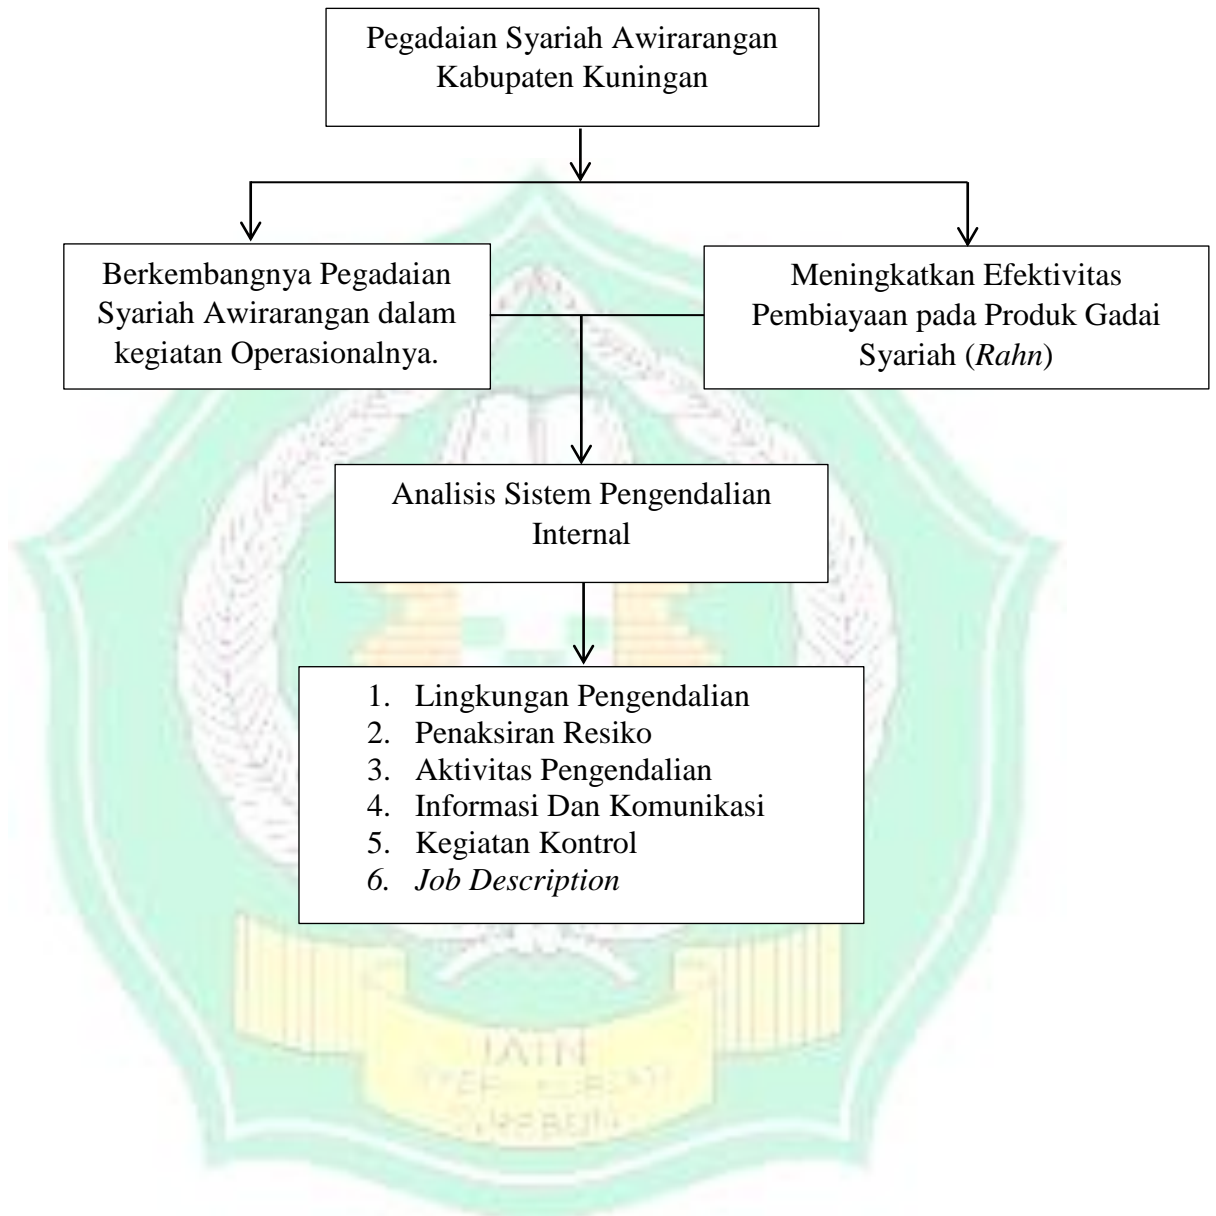 Pegadaian Syariah Awirarangan
Kabupaten Kuningan
Berkembangnya Pegadaian
Syariah Awirarangan dalam
kegiatan Operasionalnya.
Meningkatkan Efektivitas
Pembiayaan pada Produk Gadai
Syariah (Rahn)
Analisis Sistem Pengendalian
Internal
1. Lingkungan Pengendalian
2. Penaksiran Resiko
3. Aktivitas Pengendalian
4. Informasi Dan Komunikasi
5. Kegiatan Kontrol
6. Job Description
IAIN